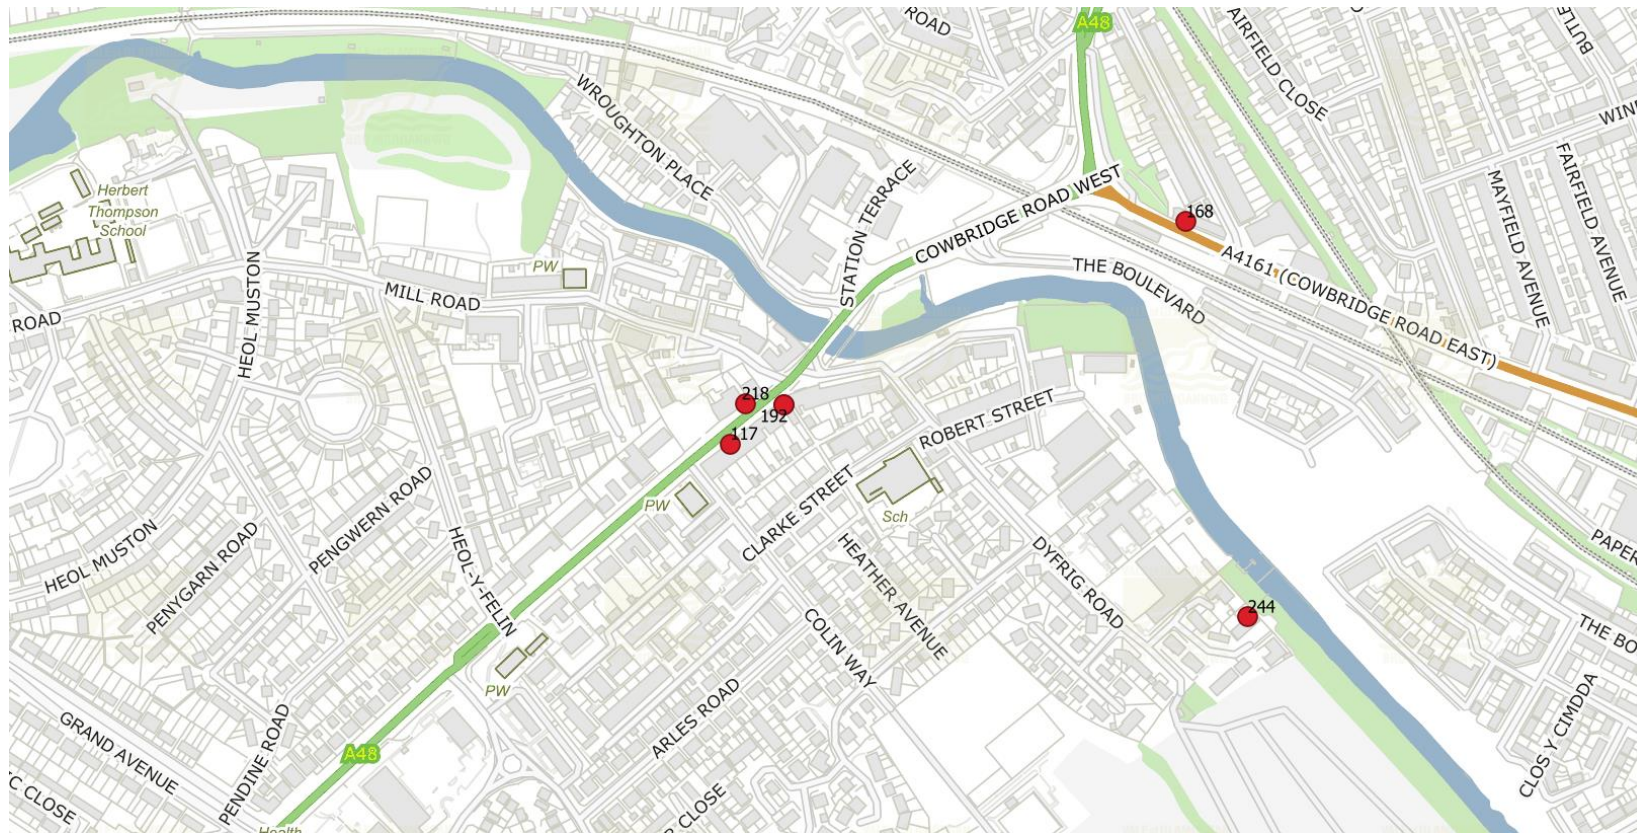 ROAD
A48
FAIRFIELD CLOSE
WROUGHTON PLACE
STATION TERRACE
COWBRIDGE ROAD WEST
168
Herbert
Thompson
School
MAYFIELD AVENUE
FAIRFIELD AVENUE
HEOL-MUSTON
PW
MILL ROAD
THE BOULEVARD
A4161 (COWBRIDGE ROAD EAST)
ROAD
218
192
117
ROBERT STREET
PW
CLARKE STREET
Sch
PENGWERN ROAD
HEOL MUSTON
PENYGARN ROAD
HEOL-Y-FELIN
HEATHER AVENUE
DYFRIG ROAD
PAPER
244
COLIN WAY
THE BO
PW
ARLES ROAD
GRAND AVENUE
PENDINE ROAD
A48
CLOS Y CIMDDA
IC CLOSE
CLOSE
Health